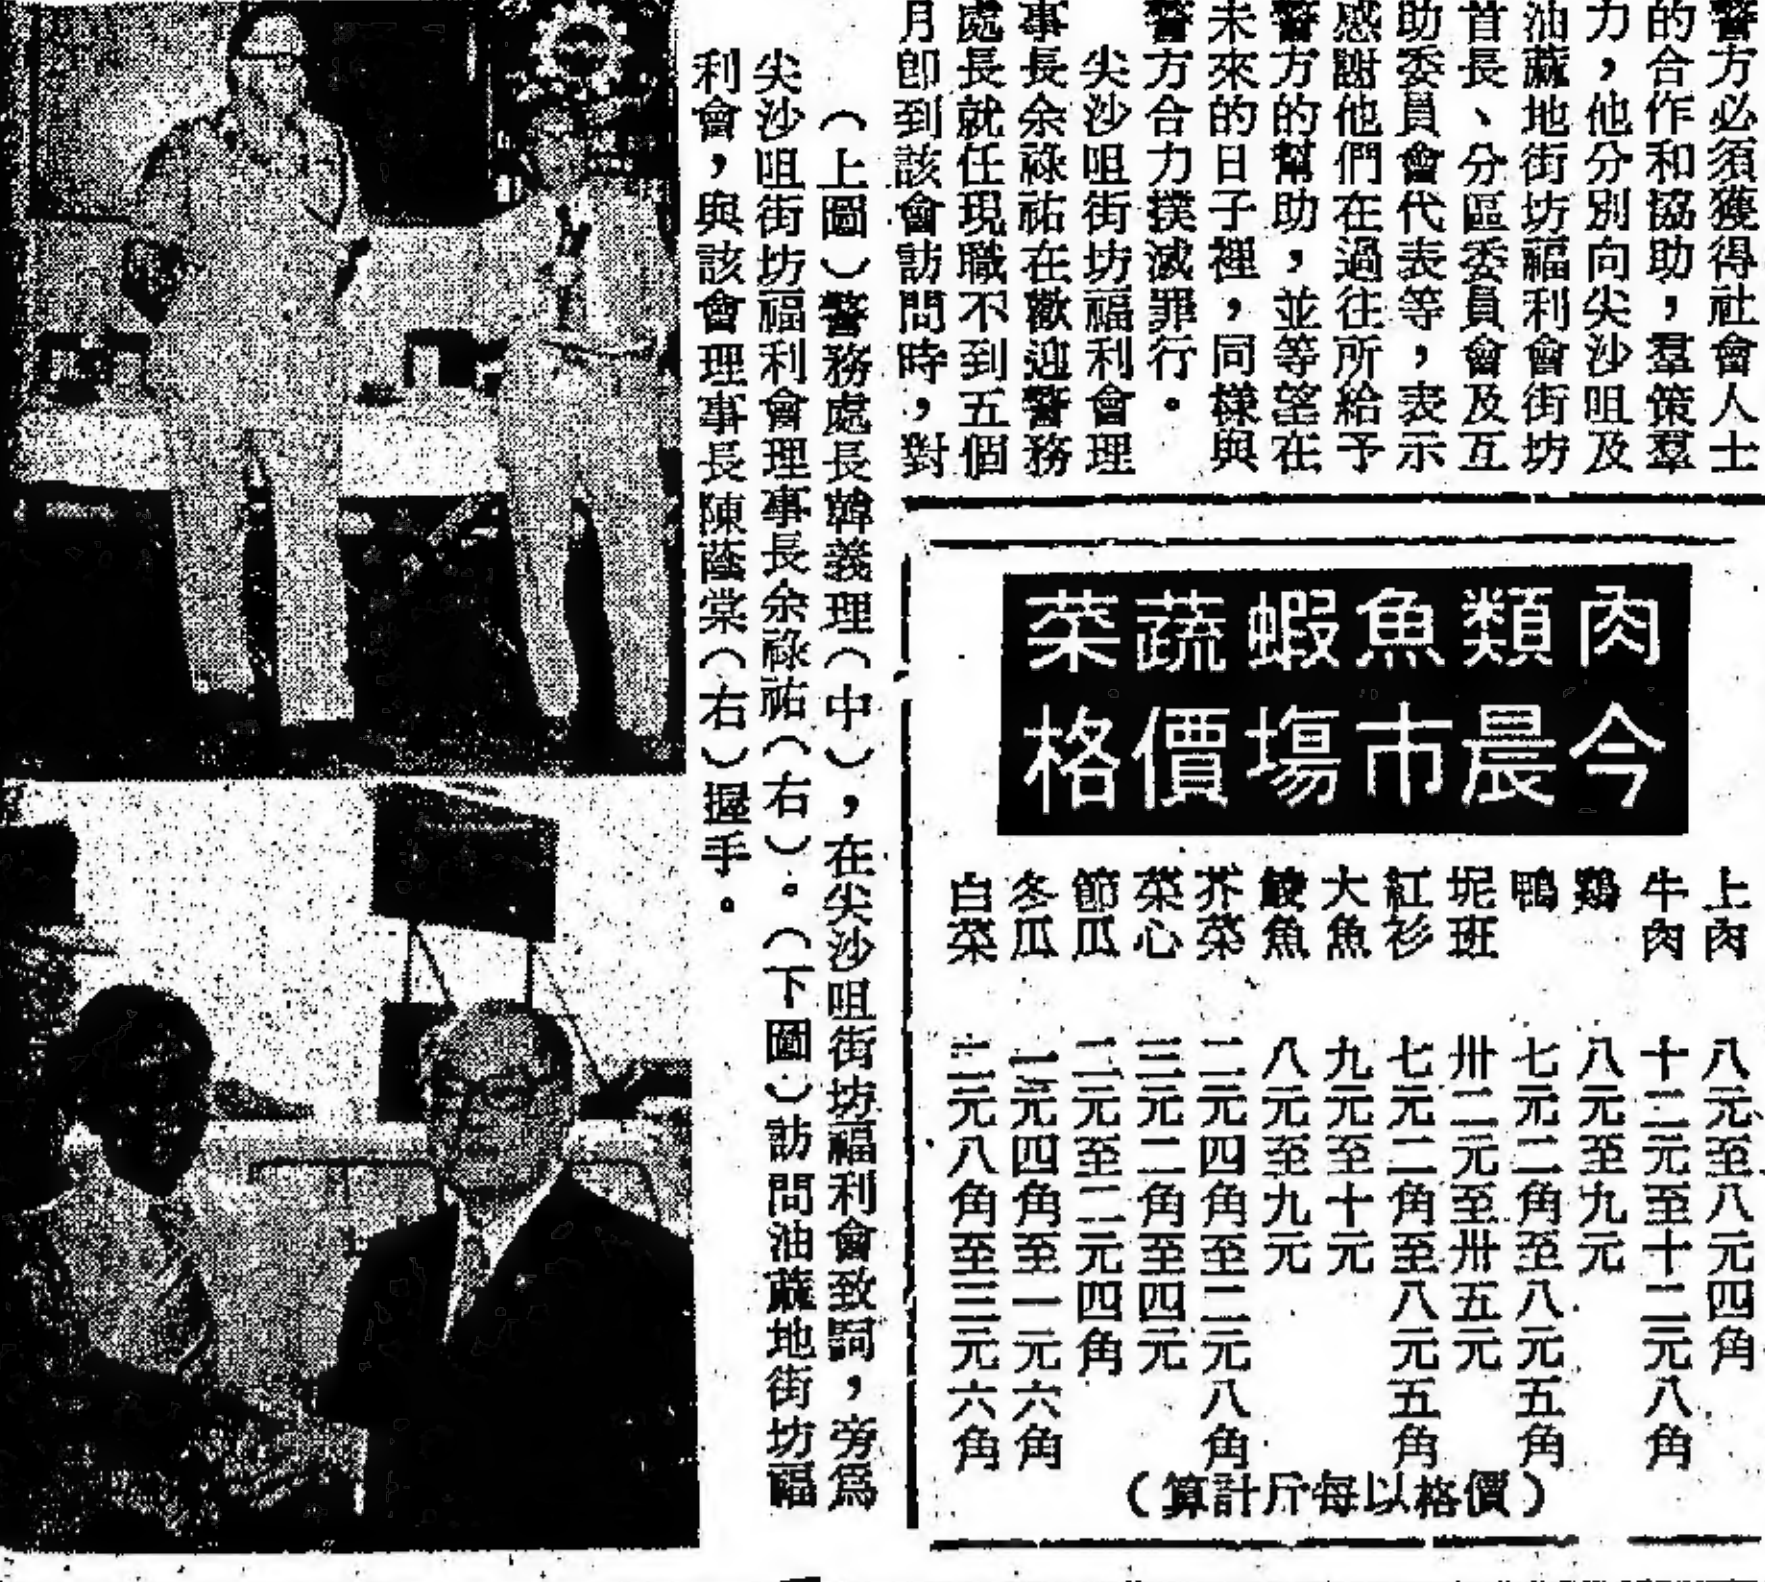 警方必須獲得社會人士
的合作和協助，羣策羣
力，他分別向尖沙咀及
油蔴地街坊福利會街坊
首長、分區委員會及互
助委員會代表等，表示
感謝他們在過往所給予
警方的幫助，並等望在
未來的日子裡，同樣與
警方合力撲滅罪行。
尖沙咀街坊福利會理
事長余祿祐在歡迎警務
處長就任現職不到五個
月卽到該會訪問時，對
（上圖）警務處長韓義理（中），在尖沙咀街坊福利會致詞，旁爲
尖沙咀街坊福利會理事長余祿祐（右）。（下圖）訪問油蔴地街坊福
利會，與該會理事長陳蔭棠（右）握手。
肉類魚蝦蔬菜
今晨市場價格
上肉 八元至八元四角
牛肉 十二元至十二元八角
鷄 八元至九元
鴨 七元二角至八元五角
坭班 卅二元至卅五元
紅衫 七元二角至八元五角
大魚 九元至十元
鯪魚 八元至九元
芥菜 二元四角至二元八角
菜心 三元二角至四元
節瓜 二元至二元四角
冬瓜 一元四角至一元六角
白菜 二元八角至三元六角
（價格以每斤計算）